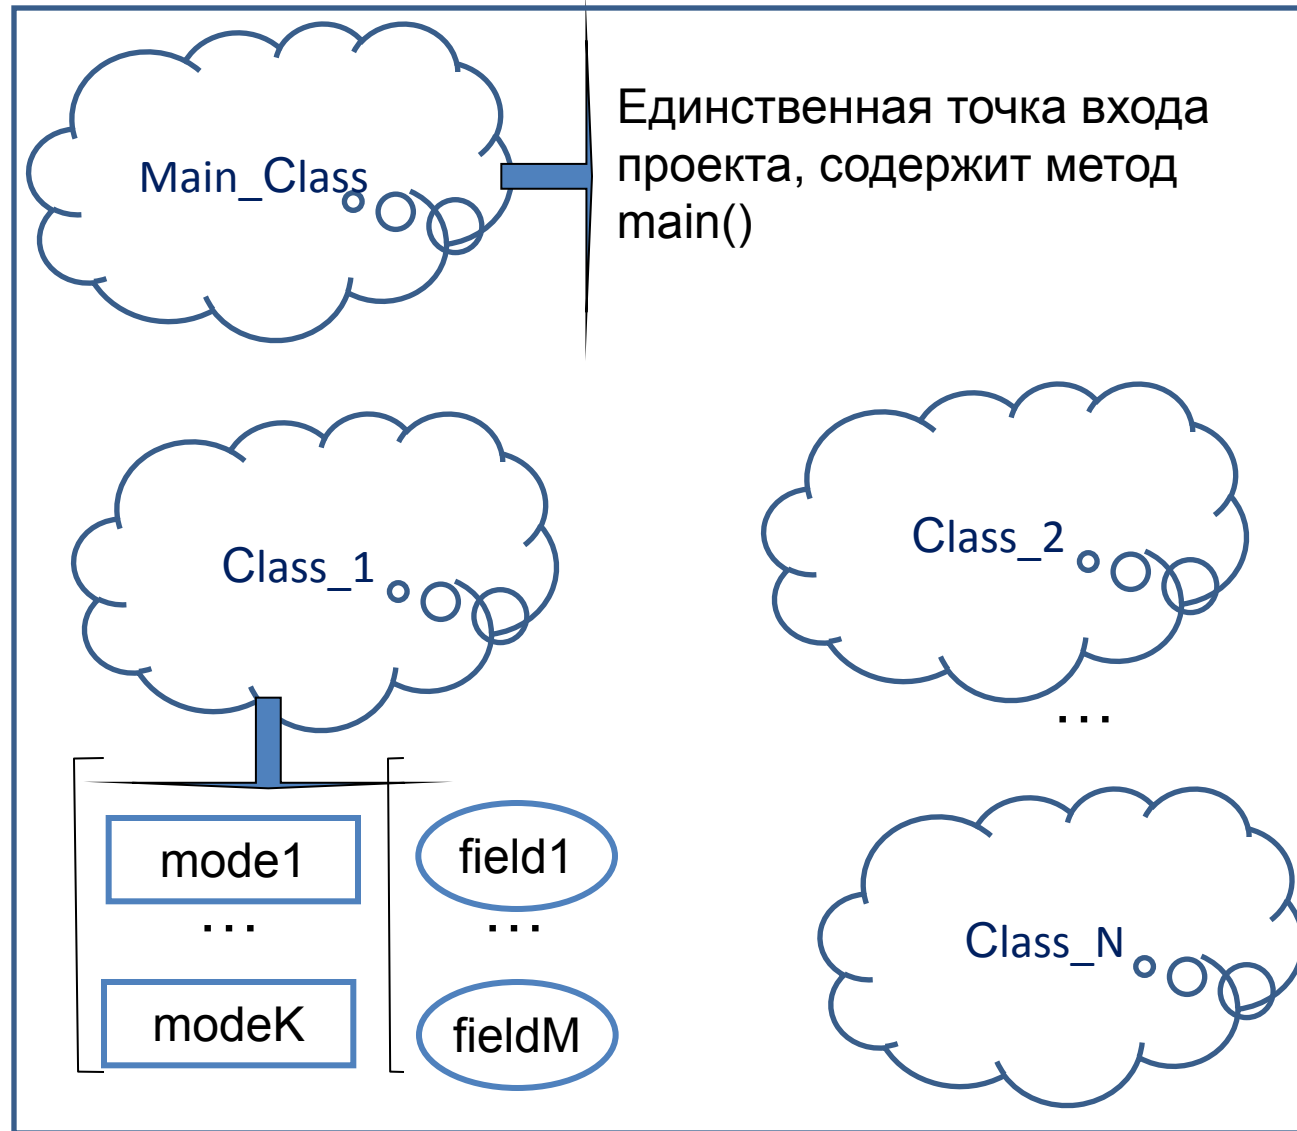 Main_Class
Единственная точка входа
проекта, содержит метод
main()
Class_1
Class_2
...
mode1
field1
...
...
Class_N
modeK
fieldM